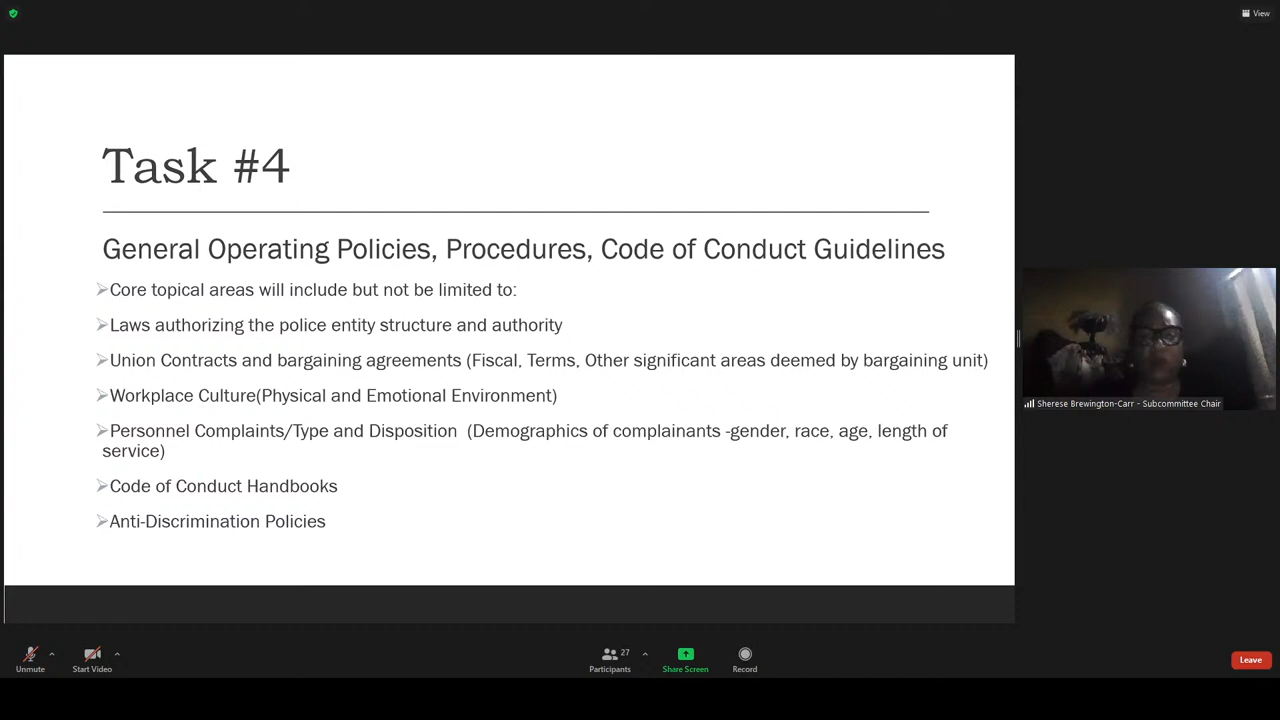 View
Task #4
General Operating Policies, Procedures, Code of Conduct Guidelines
➢Core topical areas will include but not be limited to:
➢Laws authorizing the police entity structure and authority
➢Union Contracts and bargaining agreements (Fiscal, Terms, Other significant areas deemed by bargaining unit)
➢Workplace Culture(Physical and Emotional Environment)
➢Personnel Complaints/Type and Disposition (Demographics of complainants -gender, race, age, length of
service)
➢Code of Conduct Handbooks
➢Anti-Discrimination Policies
Sherese Brewington-Carr - Subcommittee Chair
Unmute
Start Video
Participants 27
Share Screen
Record
Leave